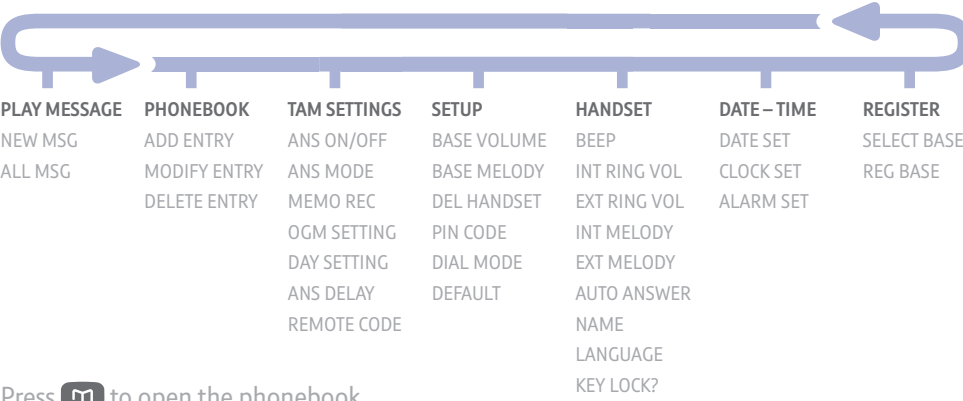 PLAY MESSAGE
NEW MSG
ALL MSG
PHONEBOOK
ADD ENTRY
MODIFY ENTRY
DELETE ENTRY
TAM SETTINGS
ANS ON/OFF
ANS MODE
MEMO REC
OGM SETTING
DAY SETTING
ANS DELAY
REMOTE CODE
SETUP
BASE VOLUME
BASE MELODY
DEL HANDSET
PIN CODE
DIAL MODE
DEFAULT
HANDSET
BEEP
INT RING VOL
EXT RING VOL
INT MELODY
EXT MELODY
AUTO ANSWER
NAME
LANGUAGE
KEY LOCK?
DATE – TIME
DATE SET
CLOCK SET
ALARM SET
REGISTER
SELECT BASE
REG BASE
Press to open the phonebook